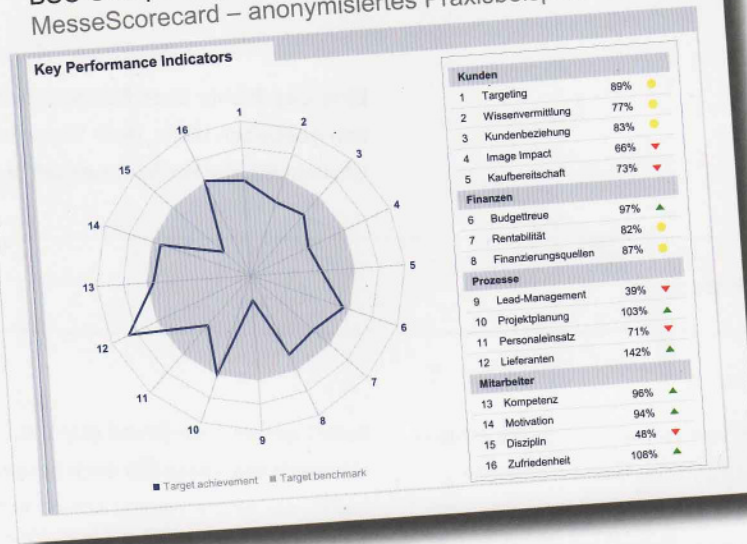 MesseScorecard – anonymisiertes
Key Performance Indicators
1
2
3
4
5
6
7
8
9
10
11
12
13
14
15
16
■ Target achievement ■ Target benchmark
Kunden
1 Targeting 89%
2 Wissenvermittlung 77%
3 Kundenbeziehung 83%
4 Image Impact 66%
5 Kaufbereitschaft 73%
Finanzen
6 Budgettreue 97%
7 Rentabilität 82%
8 Finanzierungsquellen 87%
Prozesse
9 Lead-Management 39%
10 Projektplanung 103%
11 Personaleinsatz 71%
12 Lieferanten 142%
Mitarbeiter
13 Kompetenz 96%
14 Motivation 94%
15 Disziplin 48%
16 Zufriedenheit 108%